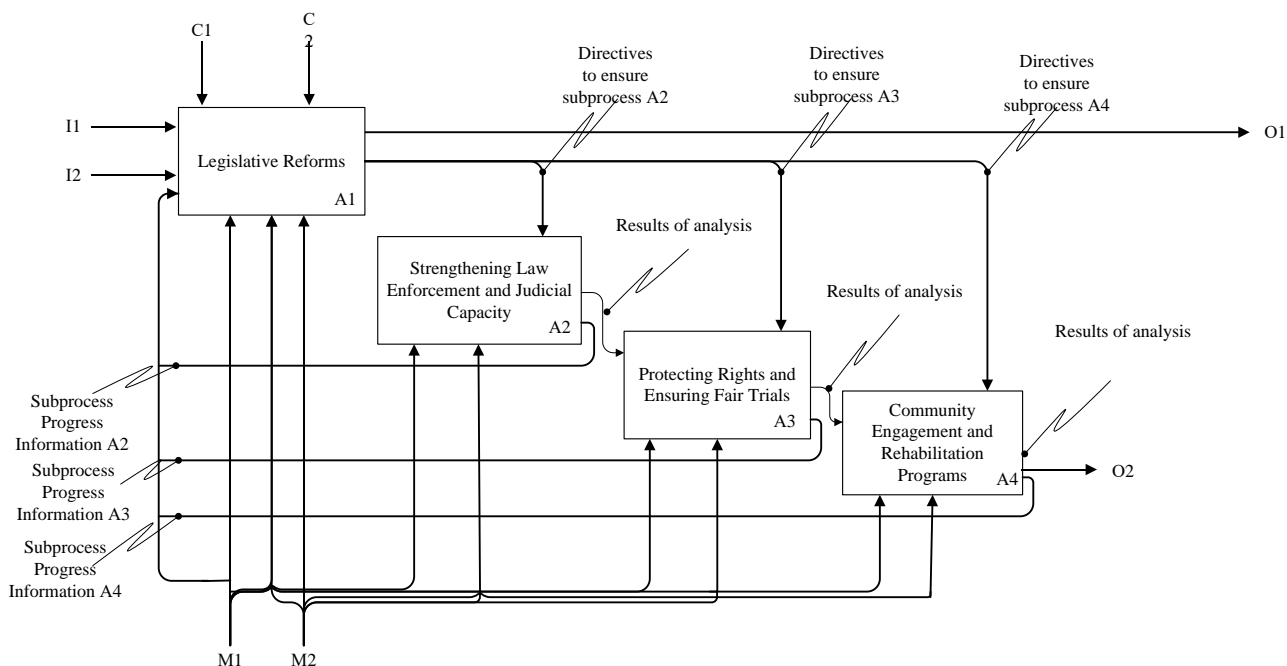 C1
C
2
Directives
to ensure
subprocess A2
Directives
to ensure
subprocess A3
Directives
to ensure
subprocess A4
I1
I2
Legislative Reforms
A1
O1
Results of analysis
Strengthening Law
Enforcement and Judicial
Capacity
A2
Results of analysis
Protecting Rights and
Ensuring Fair Trials
A3
Results of analysis
Community
Engagement and
Rehabilitation
Programs
A4
O2
Subprocess
Progress
Information A2
Subprocess
Progress
Information A3
Subprocess
Progress
Information A4
M1
M2